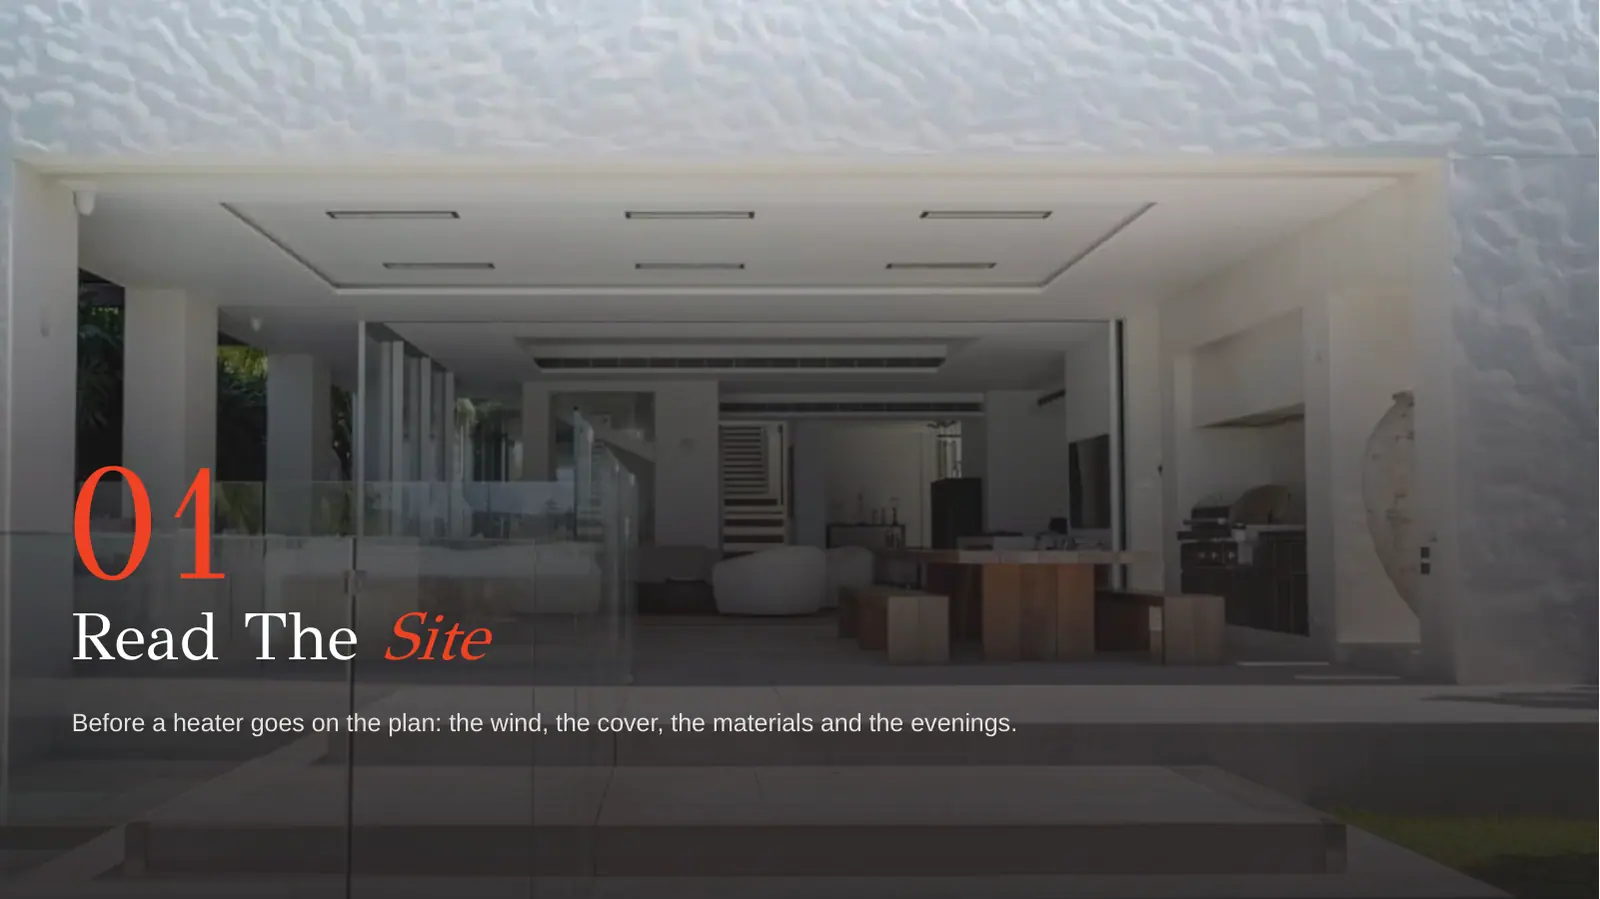 01
Read The Site
Before a heater goes on the plan: the wind, the cover, the materials and the evenings.